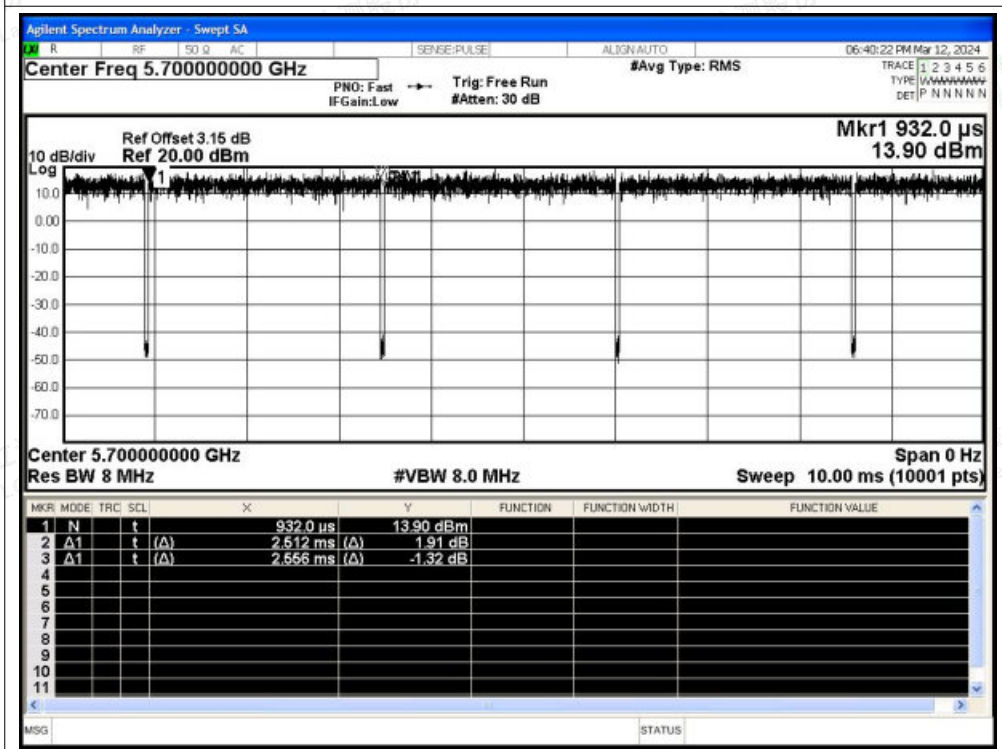 Agilent Spectrum Analyzer - Swept SA
R RF 50 Ω AC SENSE:PULSE ALIGN AUTO 06:40:22 PM Mar 12, 2024
Center Freq 5.700000000 GHz #Avg Type: RMS TRACE 1 2 3 4 5 6
PNO: Fast Trig: Free Run TYPE
IFGain:Low #Atten: 30 dB DET P N N N N N
Mkr1 932.0 µs
Ref Offset 3.15 dB
10 dB/div Ref 20.00 dBm 13.90 dBm
Log
1
10.0
0.00
-10.0
-20.0
-30.0
-40.0
-50.0
-60.0
-70.0
Center 5.700000000 GHz Span 0 Hz
Res BW 8 MHz #VBW 8.0 MHz Sweep 10.00 ms (10001 pts)
MKR MODE TRC SCL X Y FUNCTION FUNCTION WIDTH FUNCTION VALUE
1 N t 932.0 µs 13.90 dBm
2 Δ1 t (Δ) 2.512 ms (Δ) 1.91 dB
3 Δ1 t (Δ) 2.556 ms (Δ) -1.32 dB
4
5
6
7
8
9
10
11
MSG STATUS